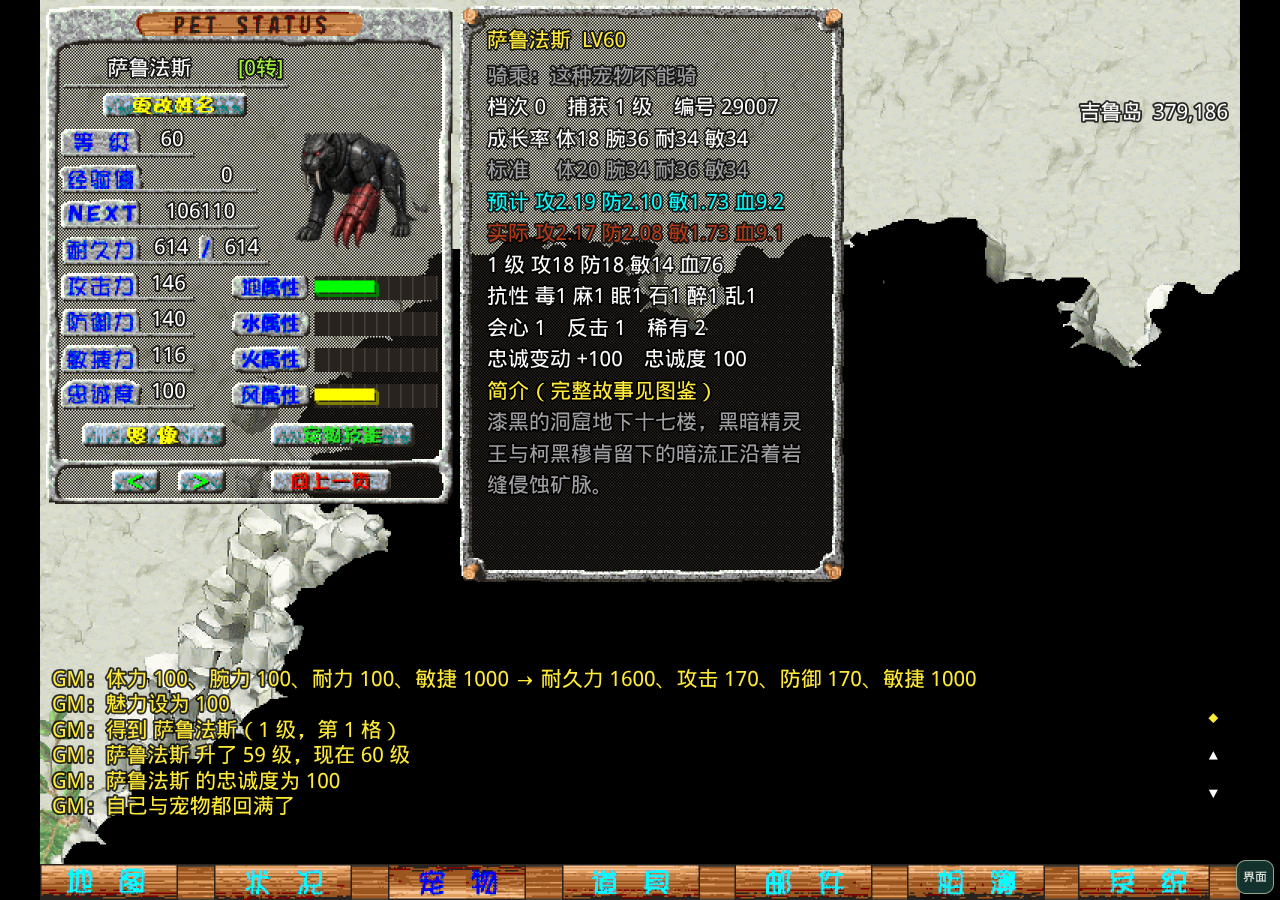 PET STATUS
萨鲁法斯 [0转]
更改姓名
等级 60
经验值 0
NEXT 106110
耐久力 614 / 614
攻击力 146
防御力 140
敏捷力 116
忠诚度 100
地属性
水属性
火属性
风属性
影像
宠物技能
< >
回上一页
萨鲁法斯 LV60
骑乘：这种宠物不能骑
档次 0 捕获 1 级 编号 29007
成长率 体18 腕36 耐34 敏34
标准 体20 腕34 耐36 敏34
预计 攻2.19 防2.10 敏1.73 血9.2
实际 攻2.17 防2.08 敏1.73 血9.1
1 级 攻18 防18 敏14 血76
抗性 毒1 麻1 眠1 石1 醉1 乱1
会心 1 反击 1 稀有 2
忠诚变动 +100 忠诚度 100
简介（完整故事见图鉴）
漆黑的洞窟地下十七楼，黑暗精灵
王与柯黑穆肯留下的暗流正沿着岩
缝侵蚀矿脉。
吉鲁岛 379,186
GM：体力 100、腕力 100、耐力 100、敏捷 1000 → 耐久力 1600、攻击 170、防御 170、敏捷 1000
GM：魅力设为 100
GM：得到 萨鲁法斯（1 级，第 1 格）
GM：萨鲁法斯 升了 59 级，现在 60 级
GM：萨鲁法斯 的忠诚度为 100
GM：自己与宠物都回满了
地图 状况 宠物 道具 邮件 相簿 系统
界面